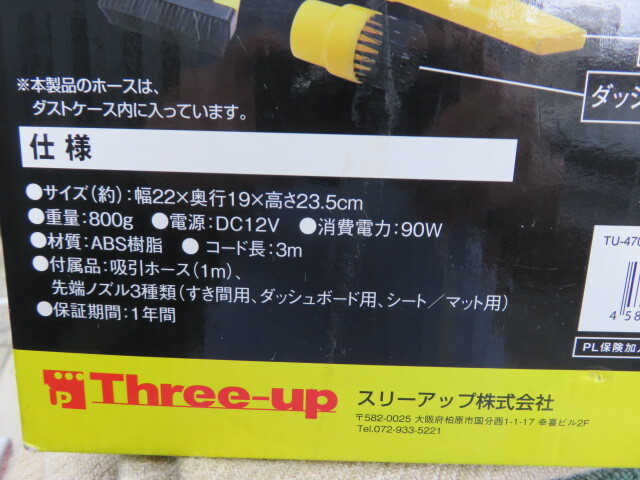 ※本製品のホースは、
ダストケース内に入っています。
ダッシ
仕様
●サイズ（約）：幅22×奥行19×高さ23.5cm
●重量：800g ●電源：DC12V ●消費電力：90W
●材質：ABS樹脂 ● コード長：3m
●付属品：吸引ホース（1m）、
先端ノズル3種類（すき間用、ダッシュボード用、シート／マット用）
●保証期間：1年間
TU-470
4 58
PL保険加入
Three-up スリーアップ株式会社
〒582-0025 大阪府柏原市国分西1-1-17 幸喜ビル2F
Tel.072-933-5221